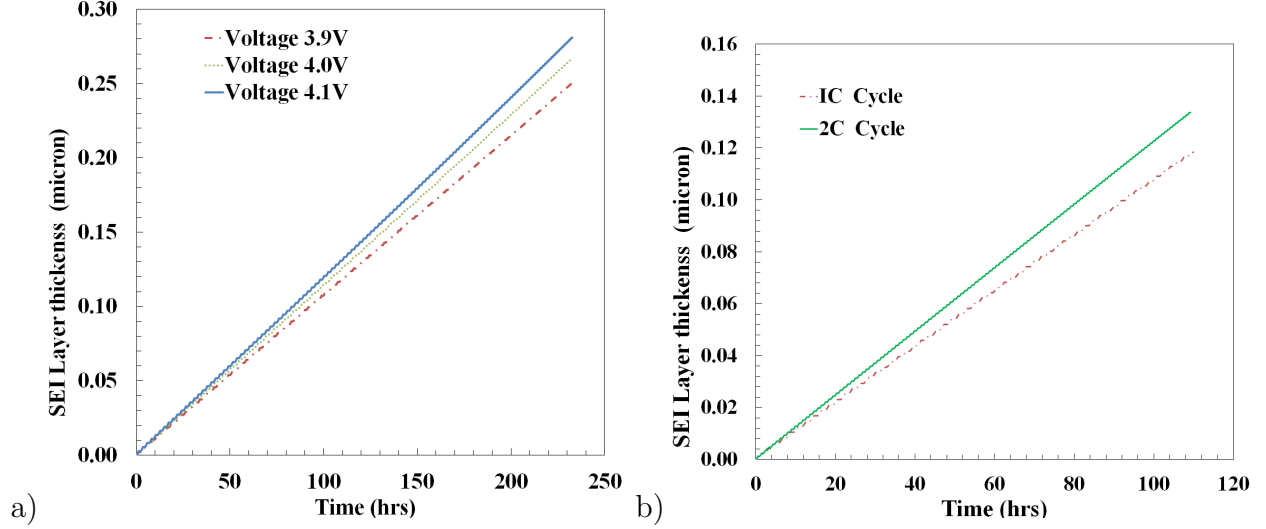 0.30
0.25
0.20
0.15
0.10
0.05
0.00
SEI Layer thickenss (micron)
Voltage 3.9V
Voltage 4.0V
Voltage 4.1V
0 50 100 150 200 250
Time (hrs)
a)
0.16
0.14
0.12
0.10
0.08
0.06
0.04
0.02
0.00
SEI Layer thickenss (micron)
1C Cycle
2C Cycle
0 20 40 60 80 100 120
Time (hrs)
b)